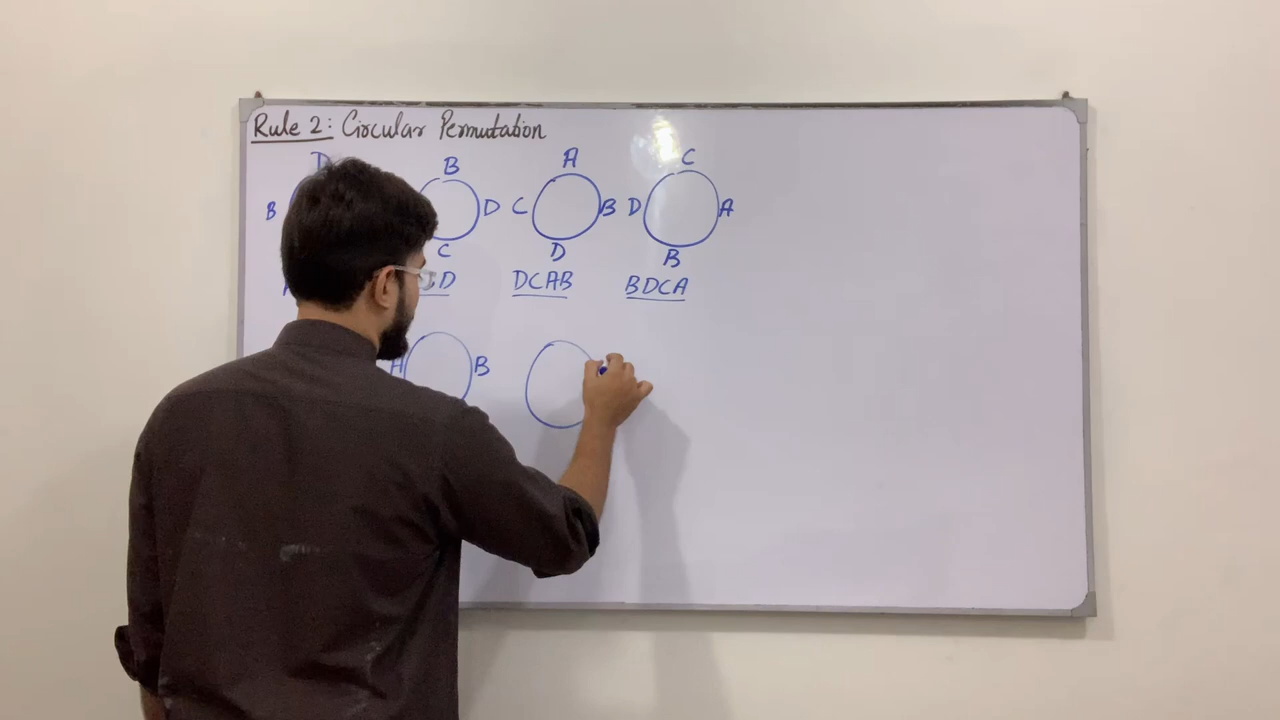 Rule 2: Circular Permutation
B A C
B D C B D A
C D B
DCAB BDCA
A B